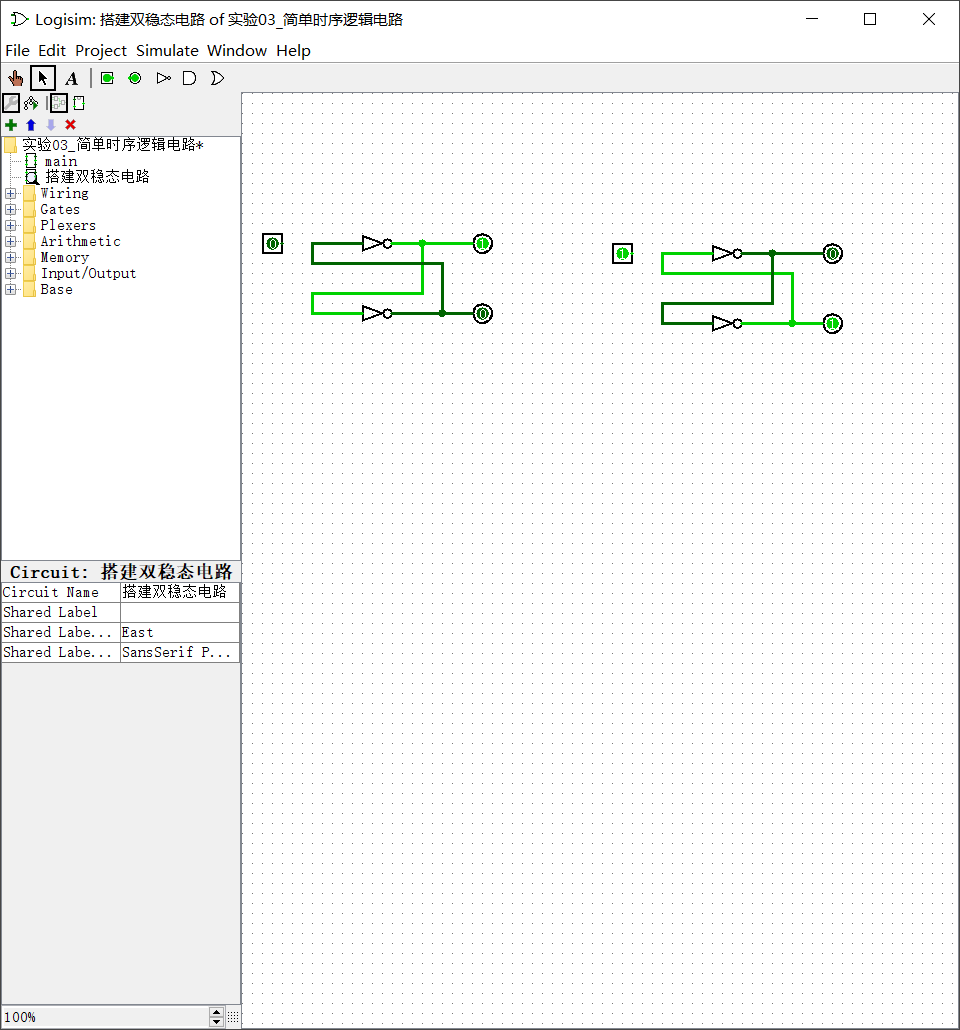 Logisim: 搭建双稳态电路 of 实验03_简单时序逻辑电路
File Edit Project Simulate Window Help
A
实验03_简单时序逻辑电路*
main
搭建双稳态电路
Wiring
Gates
Plexers
Arithmetic
Memory
Input/Output
Base
0 1 1 0
0 1
Circuit: 搭建双稳态电路
Circuit Name 搭建双稳态电路
Shared Label
Shared Labe... East
Shared Labe... SansSerif P...
100%